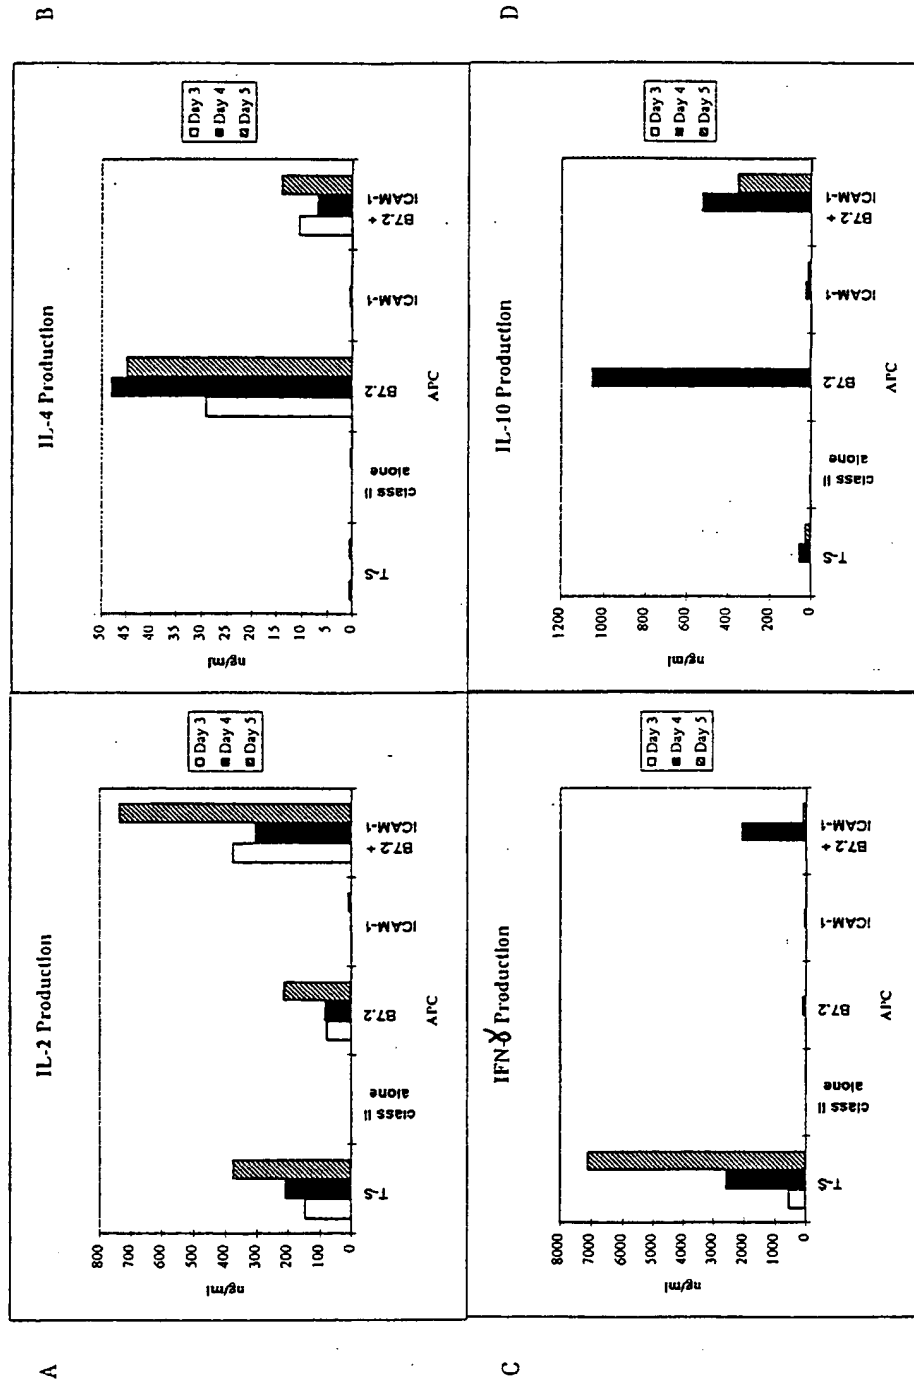 A
IL-2 Production
800
700
600
500
400
300
200
100
0
ng/ml
T-S
class II
alone
B7.2
ICAM-1
B7.2 +
ICAM-1
APC
Day 3
Day 4
Day 5
B
IL-4 Production
50
45
40
35
30
25
20
15
10
5
0
ng/ml
T-S
class II
alone
B7.2
ICAM-1
B7.2 +
ICAM-1
APC
Day 3
Day 4
Day 5
C
IFN-γ Production
8000
7000
6000
5000
4000
3000
2000
1000
0
ng/ml
T-S
class II
alone
B7.2
ICAM-1
B7.2 +
ICAM-1
APC
Day 3
Day 4
Day 5
D
IL-10 Production
1200
1000
800
600
400
200
0
ng/ml
T-S
class II
alone
B7.2
ICAM-1
B7.2 +
ICAM-1
APC
Day 3
Day 4
Day 5